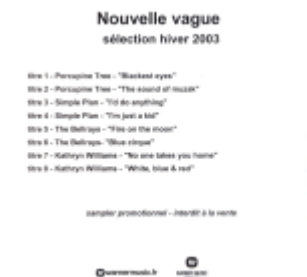 Nouvelle vague
sélection hiver 2003
titre 1 - Porcupine Tree - "Blackest eyes"
titre 2 - Porcupine Tree - "The sound of muzak"
titre 3 - Simple Plan - "I'd do anything"
titre 4 - Simple Plan - "I'm just a kid"
titre 5 - The Bellrays - "Fire on the moon"
titre 6 - The Bellrays- "Blue cirque"
titre 7 - Kathryn Williams - "No one takes you home"
titre 8 - Kathryn Williams - "White, blue & red"
sampler promotionnel - interdit à la vente
warnermusic.fr